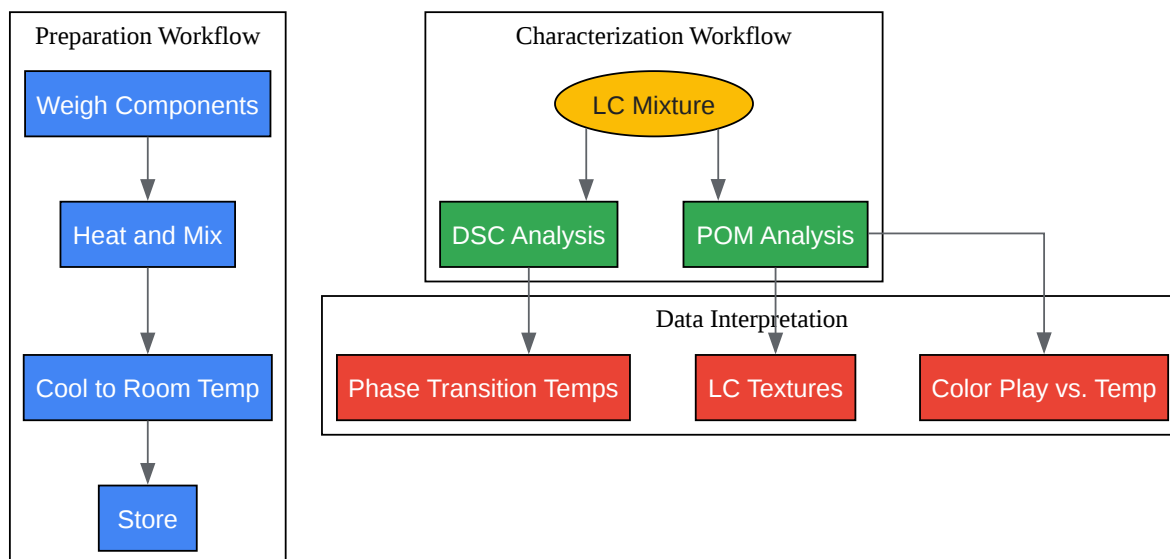 Preparation Workflow
Weigh Components
Heat and Mix
Cool to Room Temp
Store
Characterization Workflow
LC Mixture
DSC Analysis
POM Analysis
Data Interpretation
Phase Transition Temps
LC Textures
Color Play vs. Temp